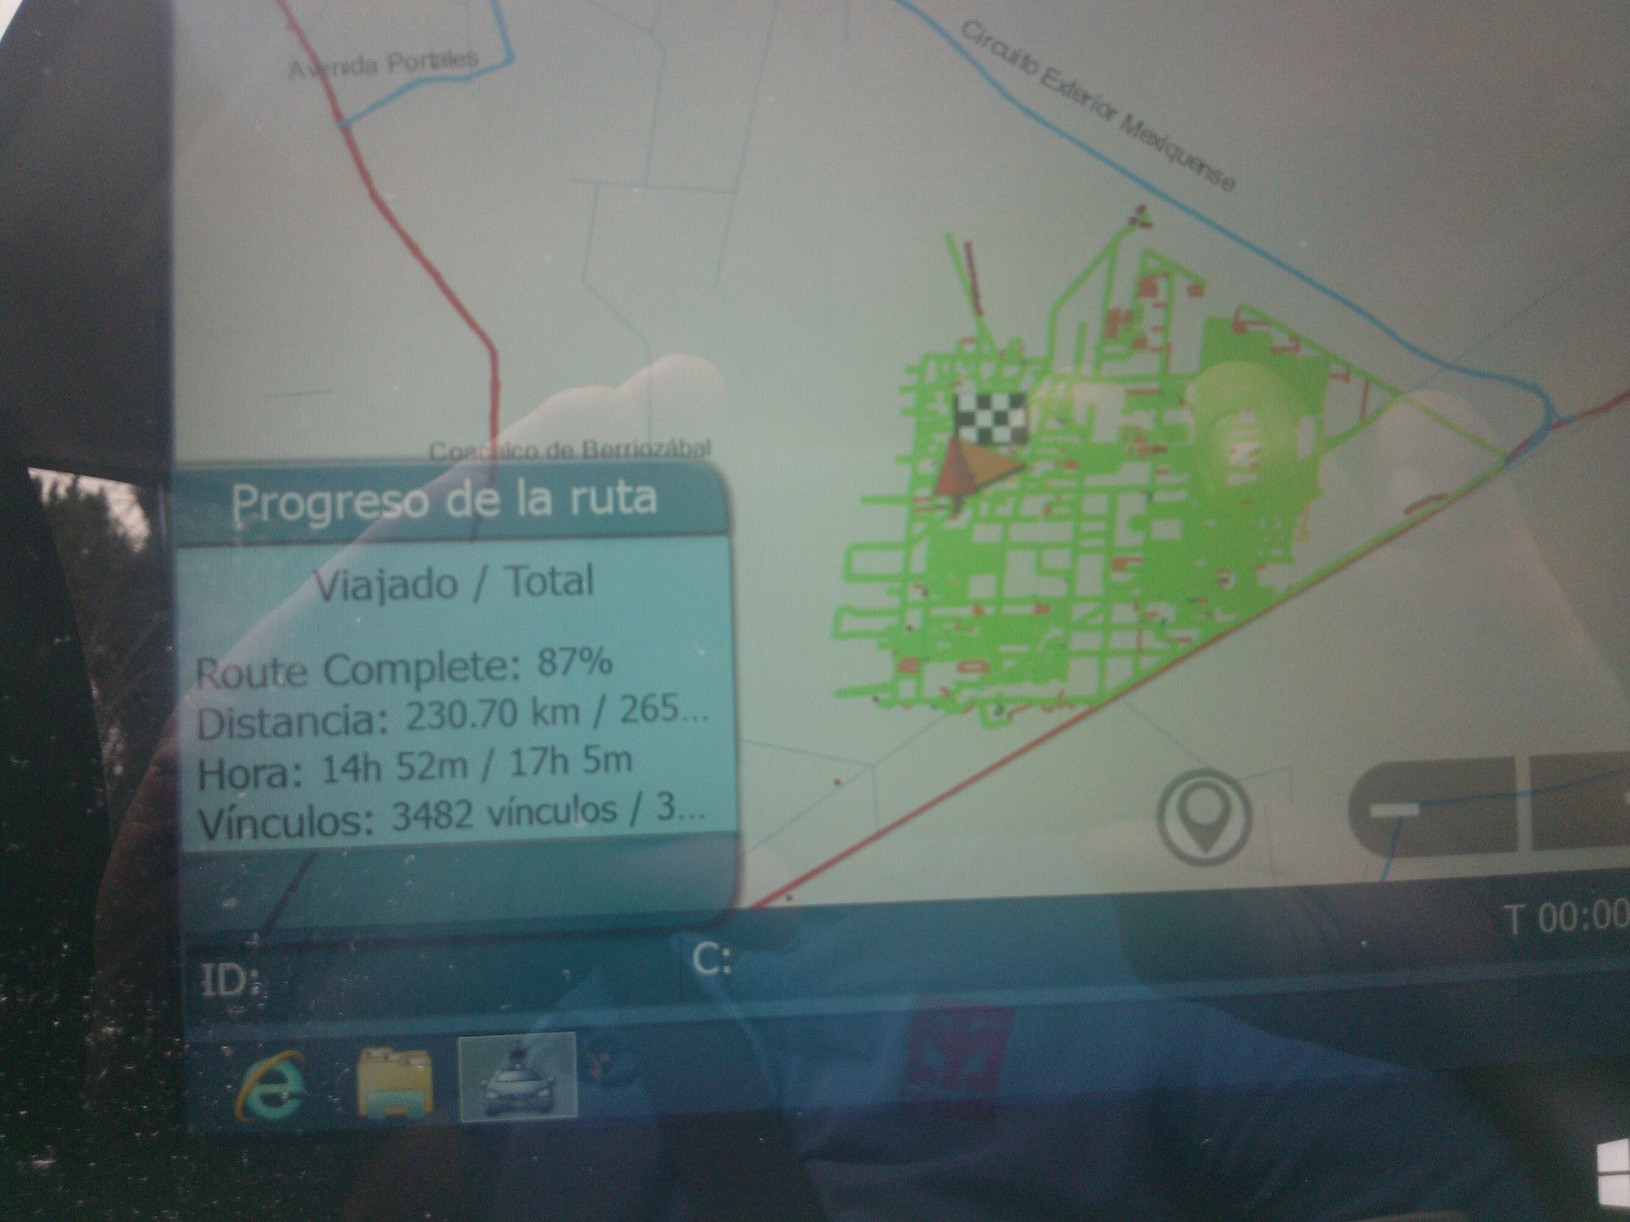 Avenida Portales
Circuito Exterior Mexiquense
Coacalco de Berriozábal
Progreso de la ruta
Viajado / Total
Route Complete: 87%
Distancia: 230.70 km / 265...
Hora: 14h 52m / 17h 5m
Vínculos: 3482 vínculos / 3...
T 00:00
ID:
C: